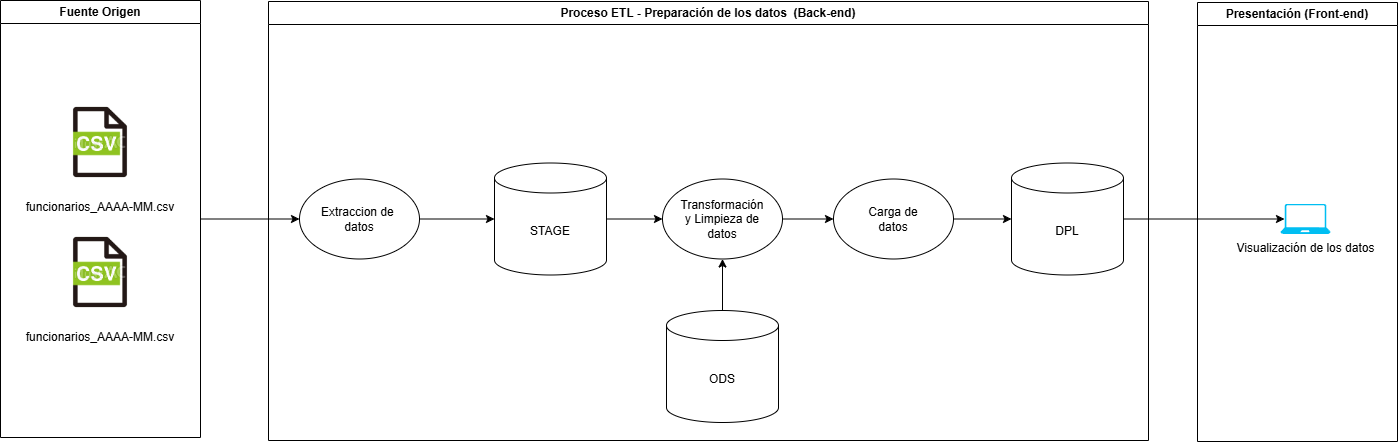 Fuente Origen
CSV
funcionarios_AAAA-MM.csv
CSV
funcionarios_AAAA-MM.csv
Proceso ETL - Preparación de los datos (Back-end)
Extraccion de
datos
STAGE
Transformación
y Limpieza de
datos
ODS
Carga de
datos
DPL
Presentación (Front-end)
Visualización de los datos